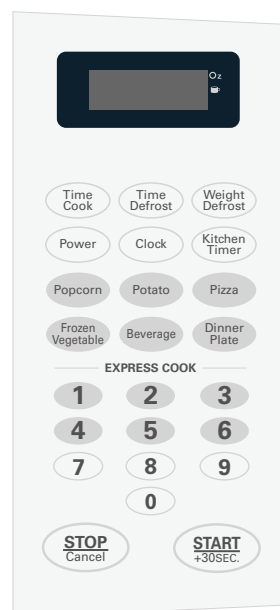 Oz
Time Cook
Time Defrost
Weight Defrost
Power
Clock
Kitchen Timer
Popcorn
Potato
Pizza
Frozen Vegetable
Beverage
Dinner Plate
EXPRESS COOK
1 2 3
4 5 6
7 8 9
0
STOP
Cancel
START
+30SEC.